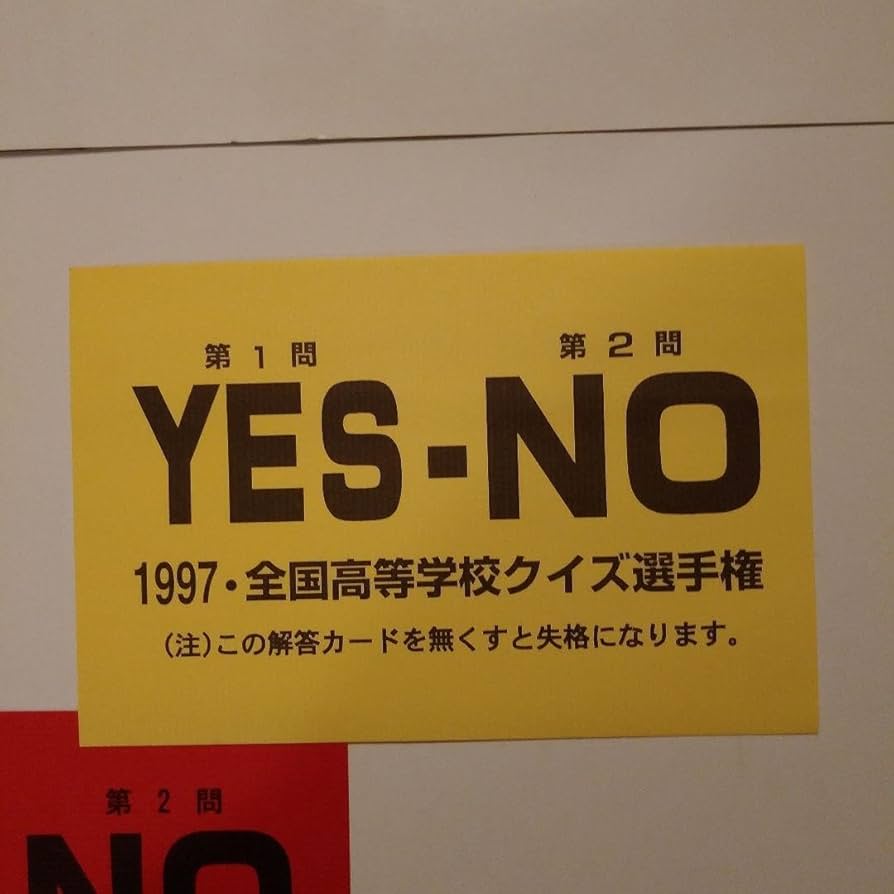 第1問 第2問
YES-NO
1997・全国高等学校クイズ選手権
(注)この解答カードを無くすと失格になります。
第2問
NO